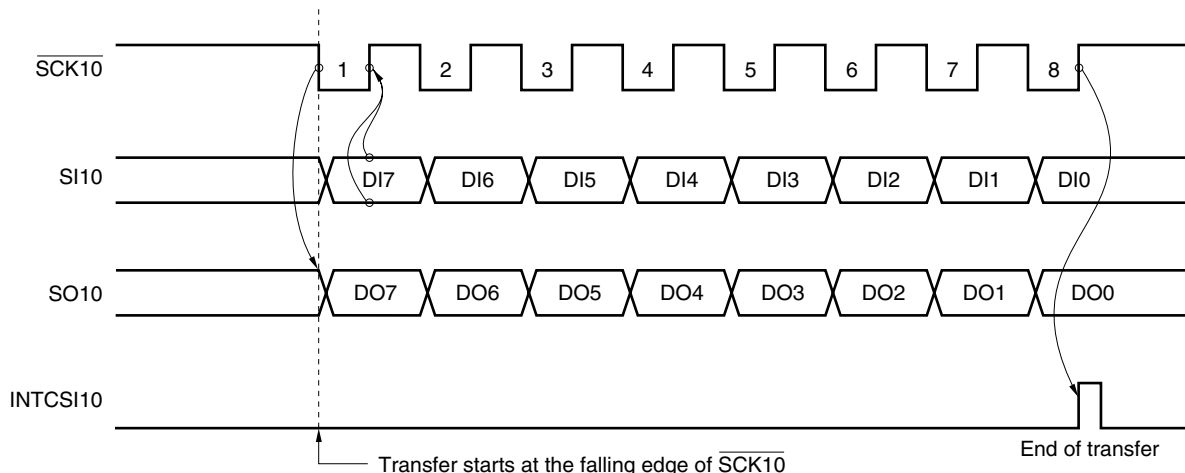 SCK10
1 2 3 4 5 6 7 8
SI10
DI7 DI6 DI5 DI4 DI3 DI2 DI1 DI0
SO10
DO7 DO6 DO5 DO4 DO3 DO2 DO1 DO0
INTCSI10
End of transfer
Transfer starts at the falling edge of SCK10